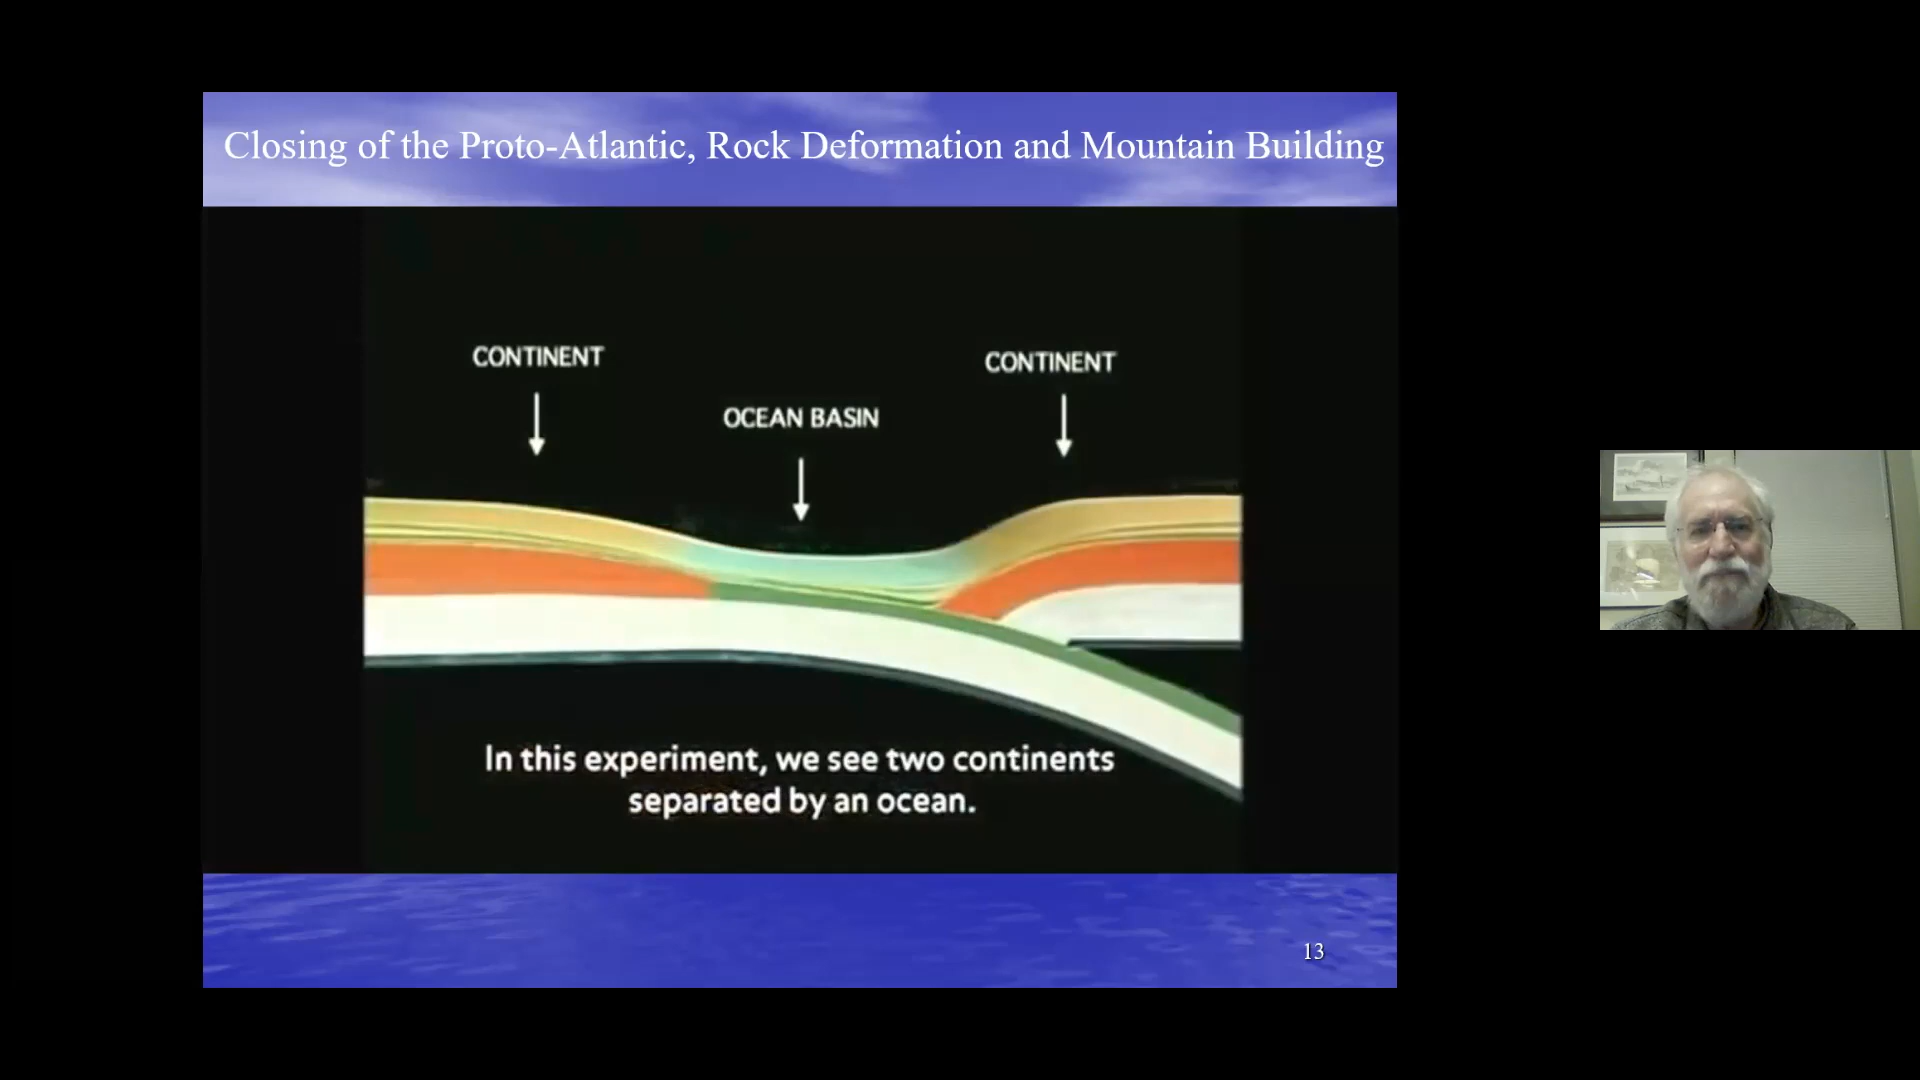 Closing of the Proto-Atlantic, Rock Deformation and Mountain Building
CONTINENT
CONTINENT
OCEAN BASIN
In this experiment, we see two continents
separated by an ocean.
13